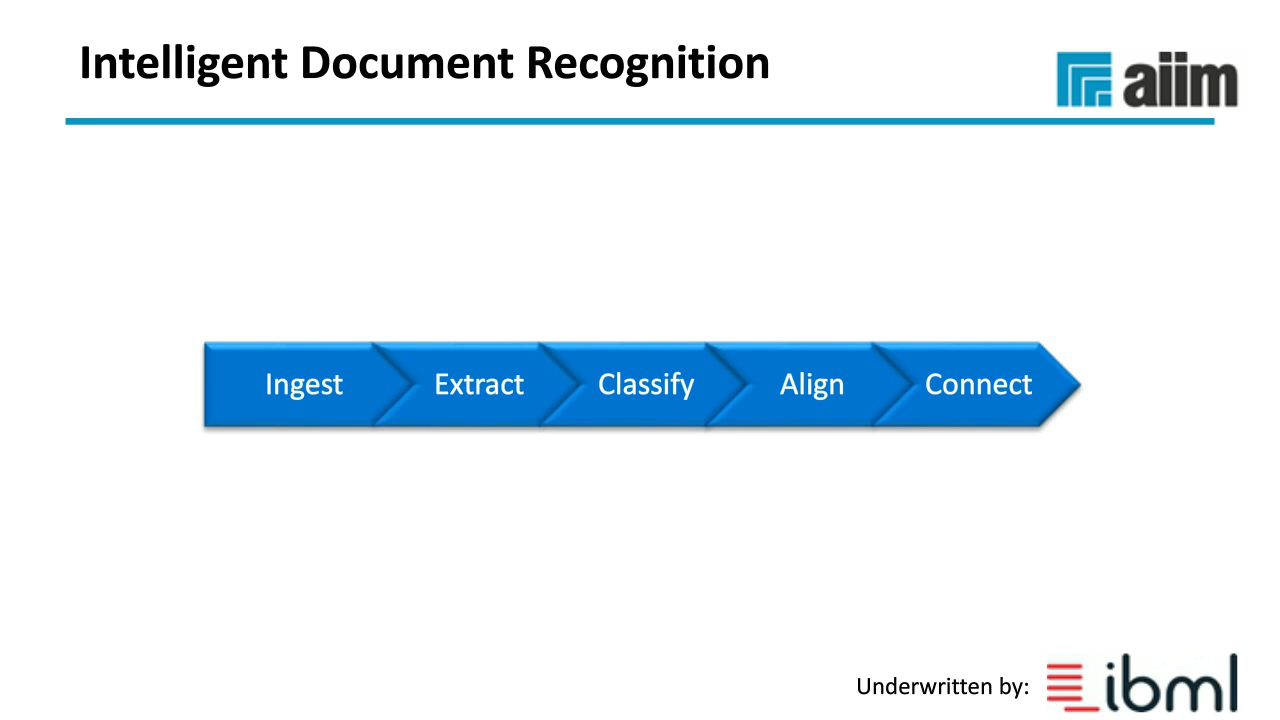 Intelligent Document Recognition
aiim
Ingest
Extract
Classify
Align
Connect
Underwritten by:
ibml